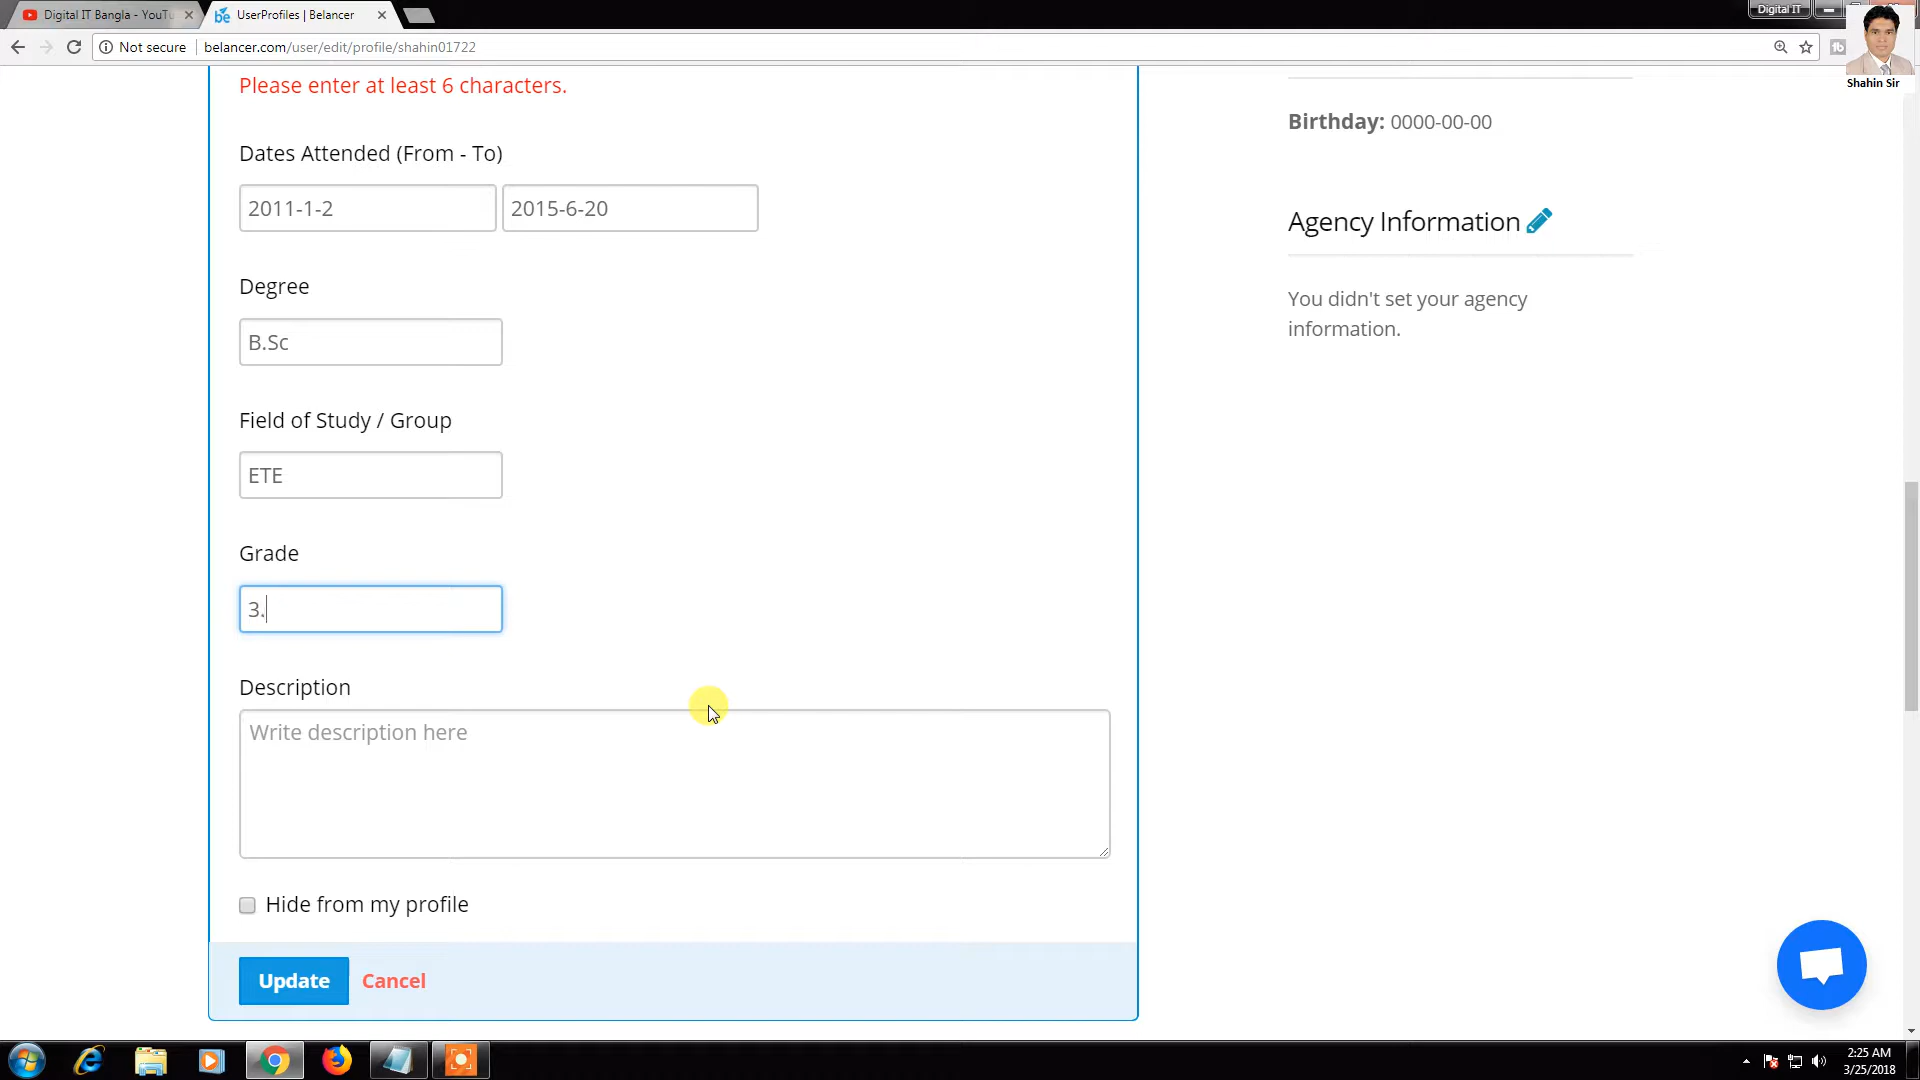 Digital IT Bangla - YouTu
UserProfiles | Belancer
Digital IT
Not secure
belancer.com/user/edit/profile/shahin01722
Shahin Sir
Please enter at least 6 characters.
Dates Attended (From - To)
2011-1-2
2015-6-20
Degree
B.Sc
Field of Study / Group
ETE
Grade
3.
Description
Write description here
Hide from my profile
Update
Cancel
Birthday: 0000-00-00
Agency Information
You didn't set your agency
information.
2:25 AM
3/25/2018